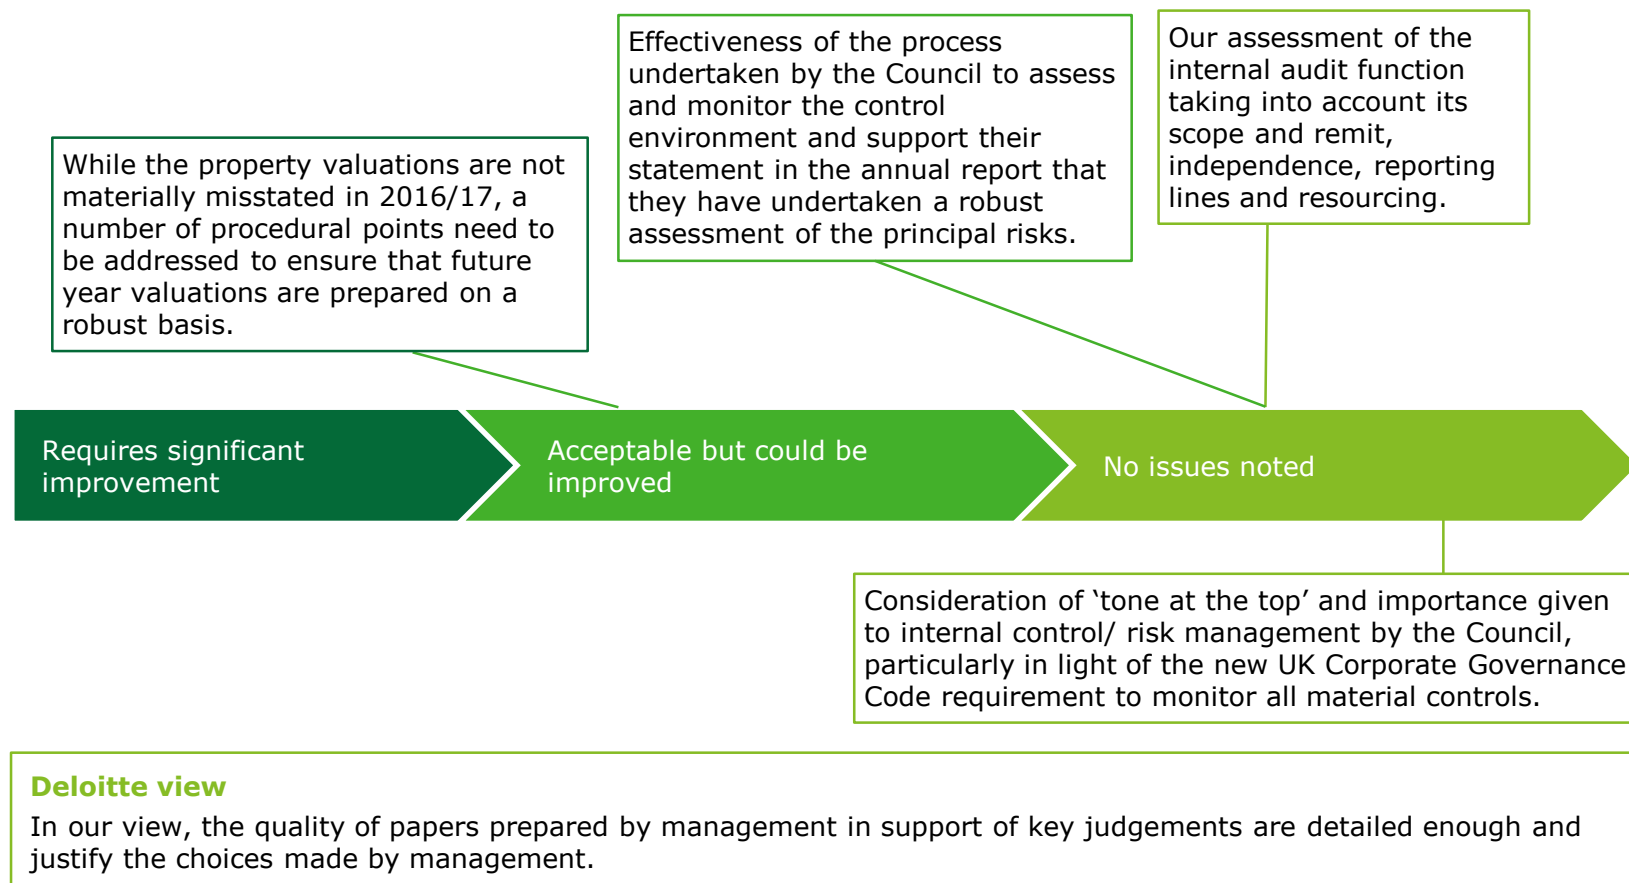 Effectiveness of the process
undertaken by the Council to assess
and monitor the control
environment and support their
statement in the annual report that
they have undertaken a robust
assessment of the principal risks.
Our assessment of the
internal audit function
taking into account its
scope and remit,
independence, reporting
lines and resourcing.
While the property valuations are not
materially misstated in 2016/17, a
number of procedural points need to
be addressed to ensure that future
year valuations are prepared on a
robust basis.
Requires significant
improvement
Acceptable but could be
improved
No issues noted
Consideration of ‘tone at the top’ and importance given
to internal control/ risk management by the Council,
particularly in light of the new UK Corporate Governance
Code requirement to monitor all material controls.
Deloitte view
In our view, the quality of papers prepared by management in support of key judgements are detailed enough and
justify the choices made by management.